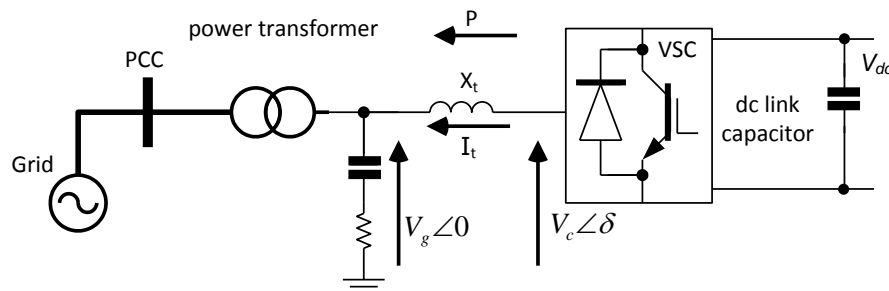 power transformer
P
PCC
X_t
VSC
V_dc
dc link
capacitor
I_t
Grid
V_g∠0
V_c∠δ